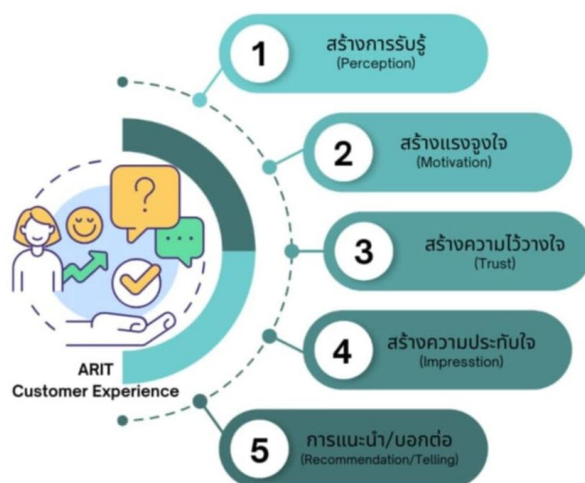 1
สร้างการรับรู้
(Perception)
2
สร้างแรงจูงใจ
(Motivation)
3
สร้างความไว้วางใจ
(Trust)
4
สร้างความประทับใจ
(Impresstion)
5
การแนะนำ/บอกต่อ
(Recommendation/Telling)
ARIT
Customer Experience